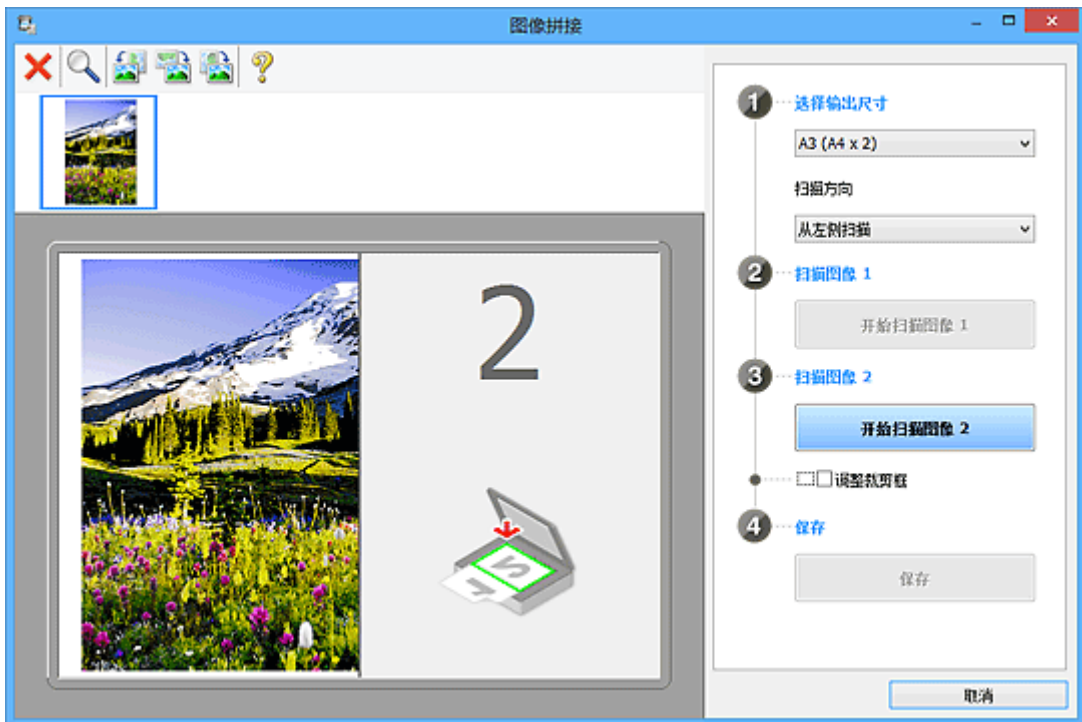 图像拼接
1
选择输出尺寸
A3 (A4 x 2)
扫描方向
从左侧扫描
2
扫描图像 1
开始扫描图像 1
3
扫描图像 2
开始扫描图像 2
调整裁剪框
4
保存
保存
取消
2
1 2